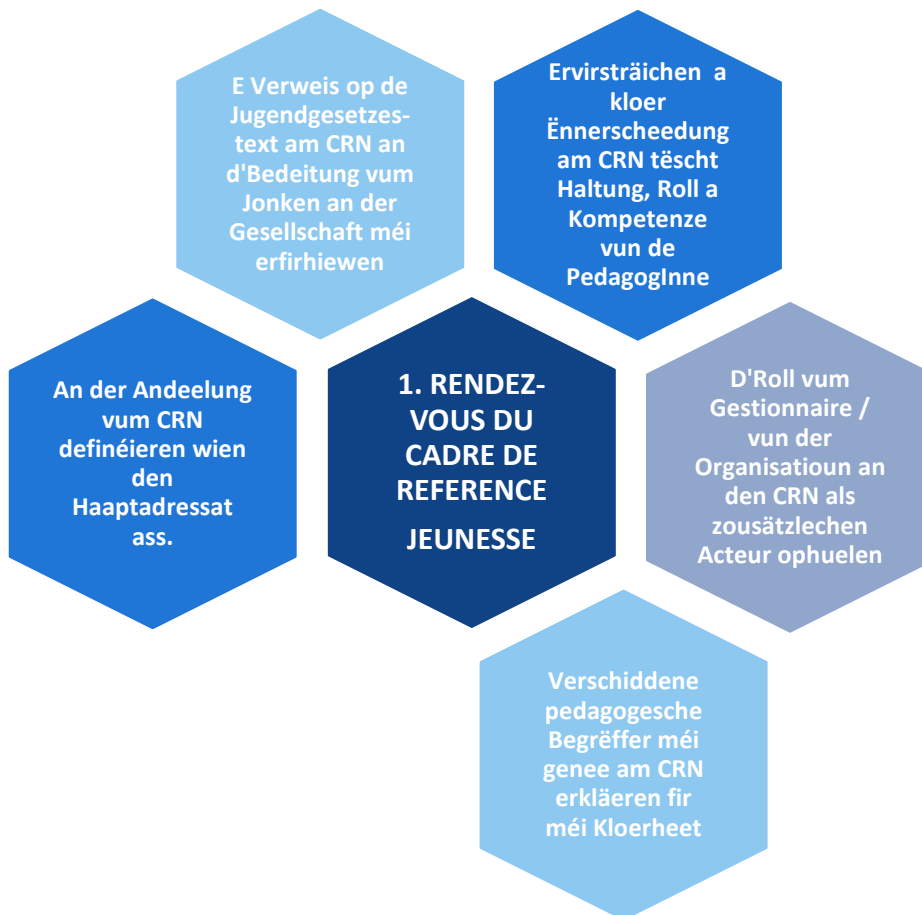 E Verweis op de
Jugendgesetzes-
text am CRN an
d'Bedeitung vum
Jonken an der
Gesellschaft méi
erfirhiewen
Ervirsträichen a
kloer
Ënnerscheedung
am CRN tëscht
Haltung, Roll a
Kompetenze
vun de
PedagogInne
An der Andeelung
vum CRN
definéieren wien
den
Haaptadressat
ass.
1. RENDEZ-
VOUS DU
CADRE DE
REFERENCE
JEUNESSE
D'Roll vum
Gestionnaire /
vun der
Organisatioun an
den CRN als
zousätzlechen
Acteur ophuelen
Verschiddene
pedagogesche
Begrëffer méi
genee am CRN
erkläeren fir
méi Kloerheet